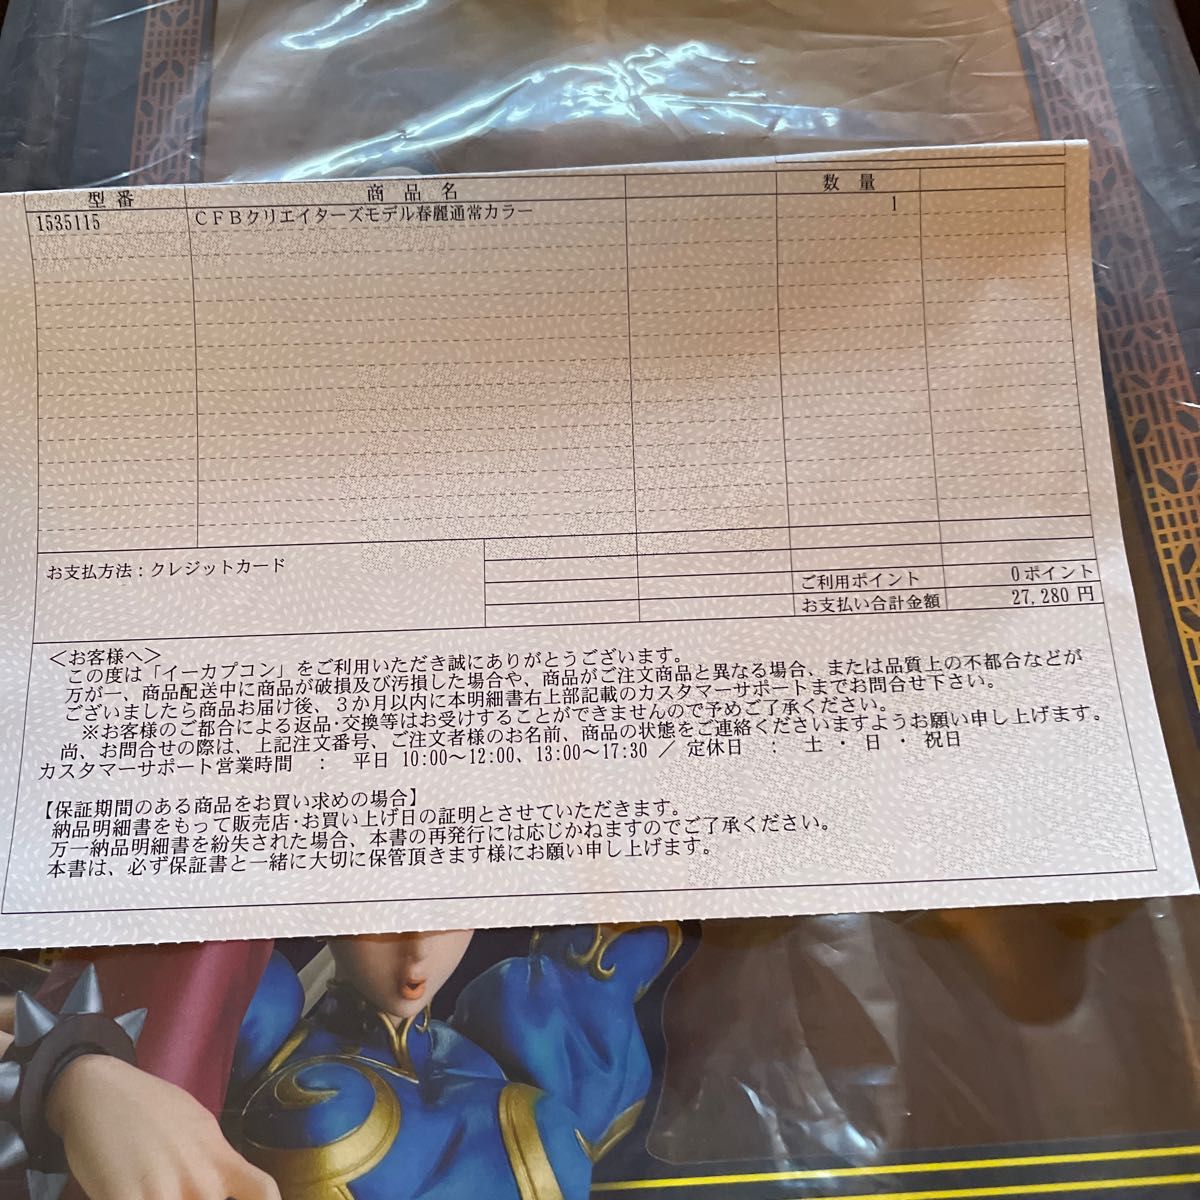 型番 商品名 数量
1535115 CFBクリエイターズモデル春麗通常カラー 1
お支払方法：クレジットカード
ご利用ポイント 0ポイント
お支払い合計金額 27,280 円
＜お客様へ＞
この度は「イーカプコン」をご利用いただき誠にありがとうございます。
万が一、商品配送中に商品が破損及び汚損した場合や、商品がご注文商品と異なる場合、または品質上の不都合などが
ございましたら商品お届け後、３か月以内に本明細書右上部記載のカスタマーサポートまでお問合せ下さい。
※お客様のご都合による返品･交換等はお受けすることができませんので予めご了承ください。
尚、お問合せの際は、上記注文番号、ご注文者様のお名前、商品の状態をご連絡くださいますようお願い申し上げます。
カスタマーサポート営業時間 ： 平日 10:00～12:00、13:00～17:30 ／ 定休日 ： 土 ・ 日 ・ 祝日
【保証期間のある商品をお買い求めの場合】
納品明細書をもって販売店･お買い上げ日の証明とさせていただきます。
万一納品明細書を紛失された場合、本書の再発行には応じかねますのでご了承ください。
本書は、必ず保証書と一緒に大切に保管頂きます様にお願い申し上げます。